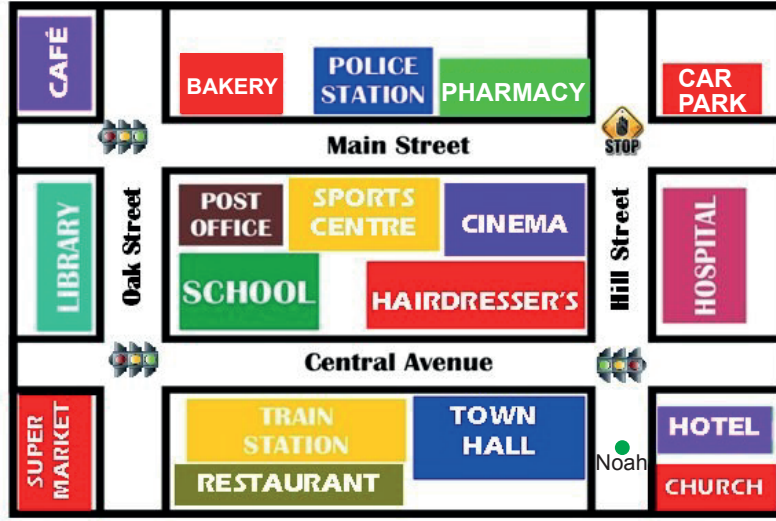 CAFÉ
BAKERY
POLICE
STATION
PHARMACY
CAR
PARK
STOP
Main Street
LIBRARY
Oak Street
POST
OFFICE
SPORTS
CENTRE
CINEMA
SCHOOL
HAIRDRESSER'S
Hill Street
HOSPITAL
Central Avenue
SUPER
MARKET
TRAIN
STATION
RESTAURANT
TOWN
HALL
Noah
HOTEL
CHURCH